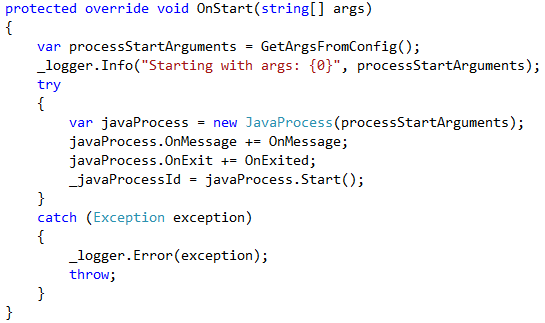 protected override void OnStart(string[] args)
{
    var processStartArguments = GetArgsFromConfig();
    _logger.Info("Starting with args: {0}", processStartArguments);
    try
    {
        var javaProcess = new JavaProcess(processStartArguments);
        javaProcess.OnMessage += OnMessage;
        javaProcess.OnExit += OnExited;
        _javaProcessId = javaProcess.Start();
    }
    catch (Exception exception)
    {
        _logger.Error(exception);
        throw;
    }
}